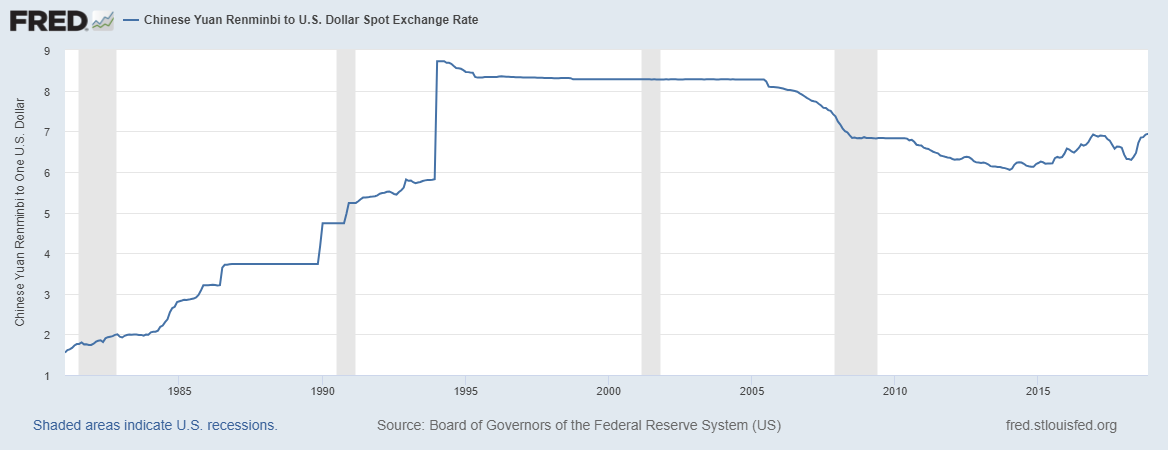 FRED
Chinese Yuan Renminbi to U.S. Dollar Spot Exchange Rate
Chinese Yuan Renminbi to One U.S. Dollar
9
8
7
6
5
4
3
2
1
1985 1990 1995 2000 2005 2010 2015
Shaded areas indicate U.S. recessions. Source: Board of Governors of the Federal Reserve System (US) fred.stlouisfed.org